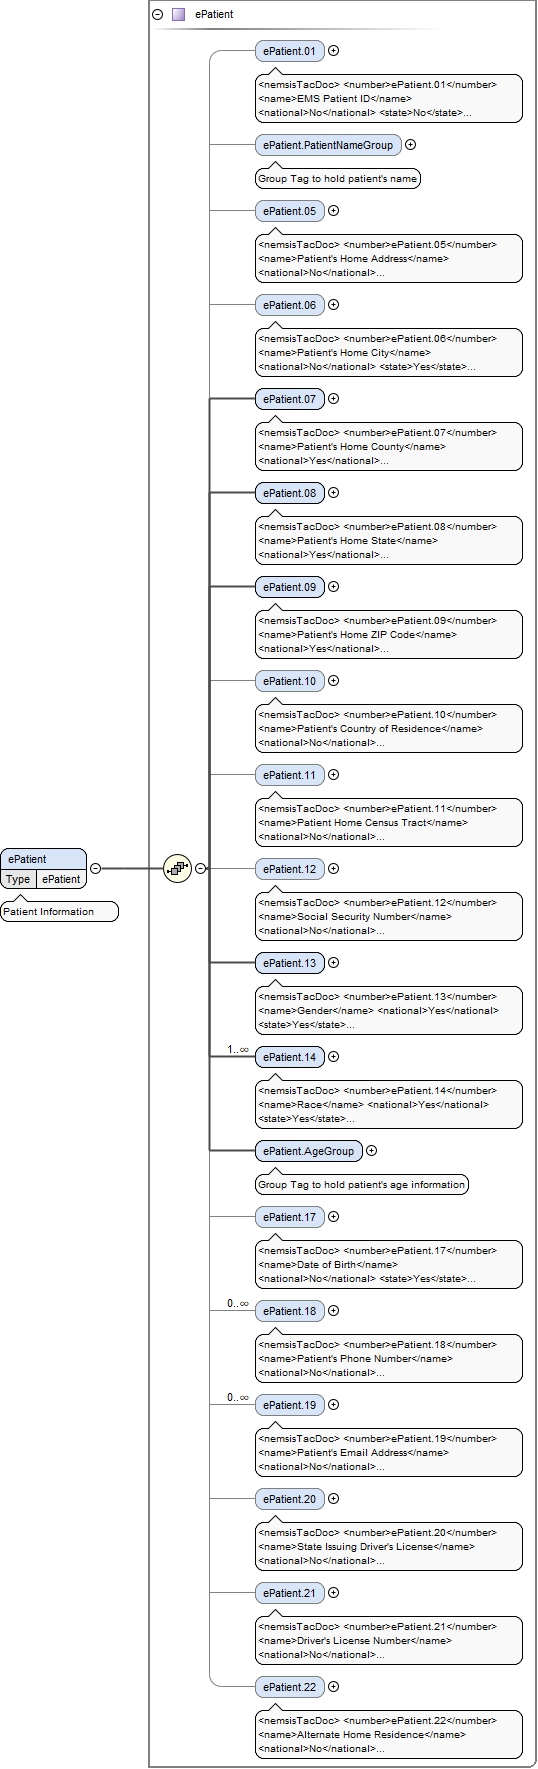 ePatient
ePatient.01
<nemsisTacDoc> <number>ePatient.01</number>
<name>EMS Patient ID</name>
<national>No</national> <state>No</state>...
ePatient.PatientNameGroup
Group Tag to hold patient's name
ePatient.05
<nemsisTacDoc> <number>ePatient.05</number>
<name>Patient's Home Address</name>
<national>No</national>...
ePatient.06
<nemsisTacDoc> <number>ePatient.06</number>
<name>Patient's Home City</name>
<national>No</national> <state>Yes</state>...
ePatient.07
<nemsisTacDoc> <number>ePatient.07</number>
<name>Patient's Home County</name>
<national>Yes</national>...
ePatient.08
<nemsisTacDoc> <number>ePatient.08</number>
<name>Patient's Home State</name>
<national>Yes</national>...
ePatient.09
<nemsisTacDoc> <number>ePatient.09</number>
<name>Patient's Home ZIP Code</name>
<national>Yes</national>...
ePatient.10
<nemsisTacDoc> <number>ePatient.10</number>
<name>Patient's Country of Residence</name>
<national>No</national>...
ePatient.11
<nemsisTacDoc> <number>ePatient.11</number>
<name>Patient Home Census Tract</name>
<national>No</national>...
ePatient
Type ePatient
Patient Information
ePatient.12
<nemsisTacDoc> <number>ePatient.12</number>
<name>Social Security Number</name>
<national>No</national>...
ePatient.13
<nemsisTacDoc> <number>ePatient.13</number>
<name>Gender</name> <national>Yes</national>
<state>Yes</state>...
1..∞
ePatient.14
<nemsisTacDoc> <number>ePatient.14</number>
<name>Race</name> <national>Yes</national>
<state>Yes</state>...
ePatient.AgeGroup
Group Tag to hold patient's age information
ePatient.17
<nemsisTacDoc> <number>ePatient.17</number>
<name>Date of Birth</name>
<national>No</national> <state>Yes</state>...
0..∞
ePatient.18
<nemsisTacDoc> <number>ePatient.18</number>
<name>Patient's Phone Number</name>
<national>No</national>...
0..∞
ePatient.19
<nemsisTacDoc> <number>ePatient.19</number>
<name>Patient's Email Address</name>
<national>No</national>...
ePatient.20
<nemsisTacDoc> <number>ePatient.20</number>
<name>State Issuing Driver's License</name>
<national>No</national>...
ePatient.21
<nemsisTacDoc> <number>ePatient.21</number>
<name>Driver's License Number</name>
<national>No</national>...
ePatient.22
<nemsisTacDoc> <number>ePatient.22</number>
<name>Alternate Home Residence</name>
<national>No</national>...